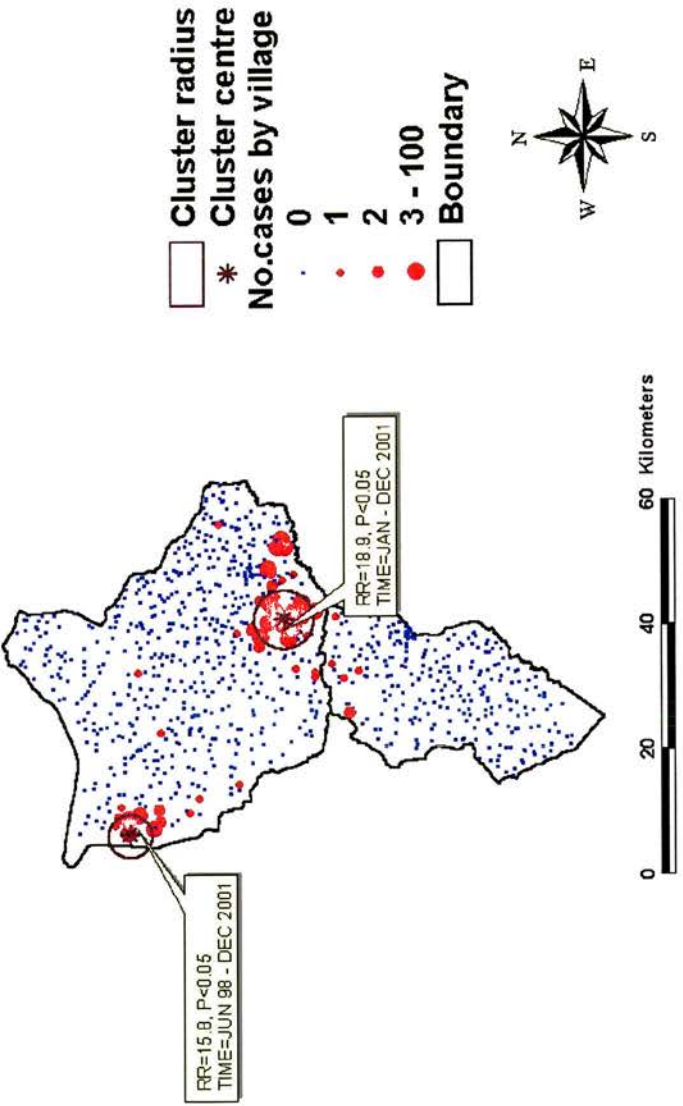 Cluster radius
Cluster centre
No.cases by village
0
1
2
3 - 100
Boundary
N
W
E
S
RR=15.8, P<0.05
TIME=JUN 98 - DEC 2001
RR=18.9, P<0.05
TIME=JAN - DEC 2001
0
20
40
60 Kilometers